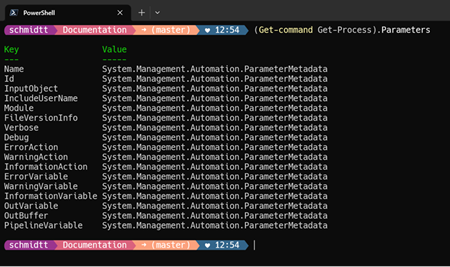 PowerShell
schmidtt Documentation ➜ (master) ♥ 12:54 (Get-command Get-Process).Parameters
Key Value
--- -----
Name System.Management.Automation.ParameterMetadata
Id System.Management.Automation.ParameterMetadata
InputObject System.Management.Automation.ParameterMetadata
IncludeUserName System.Management.Automation.ParameterMetadata
Module System.Management.Automation.ParameterMetadata
FileVersionInfo System.Management.Automation.ParameterMetadata
Verbose System.Management.Automation.ParameterMetadata
Debug System.Management.Automation.ParameterMetadata
ErrorAction System.Management.Automation.ParameterMetadata
WarningAction System.Management.Automation.ParameterMetadata
InformationAction System.Management.Automation.ParameterMetadata
ErrorVariable System.Management.Automation.ParameterMetadata
WarningVariable System.Management.Automation.ParameterMetadata
InformationVariable System.Management.Automation.ParameterMetadata
OutVariable System.Management.Automation.ParameterMetadata
OutBuffer System.Management.Automation.ParameterMetadata
PipelineVariable System.Management.Automation.ParameterMetadata
schmidtt Documentation ➜ (master) ♥ 12:54